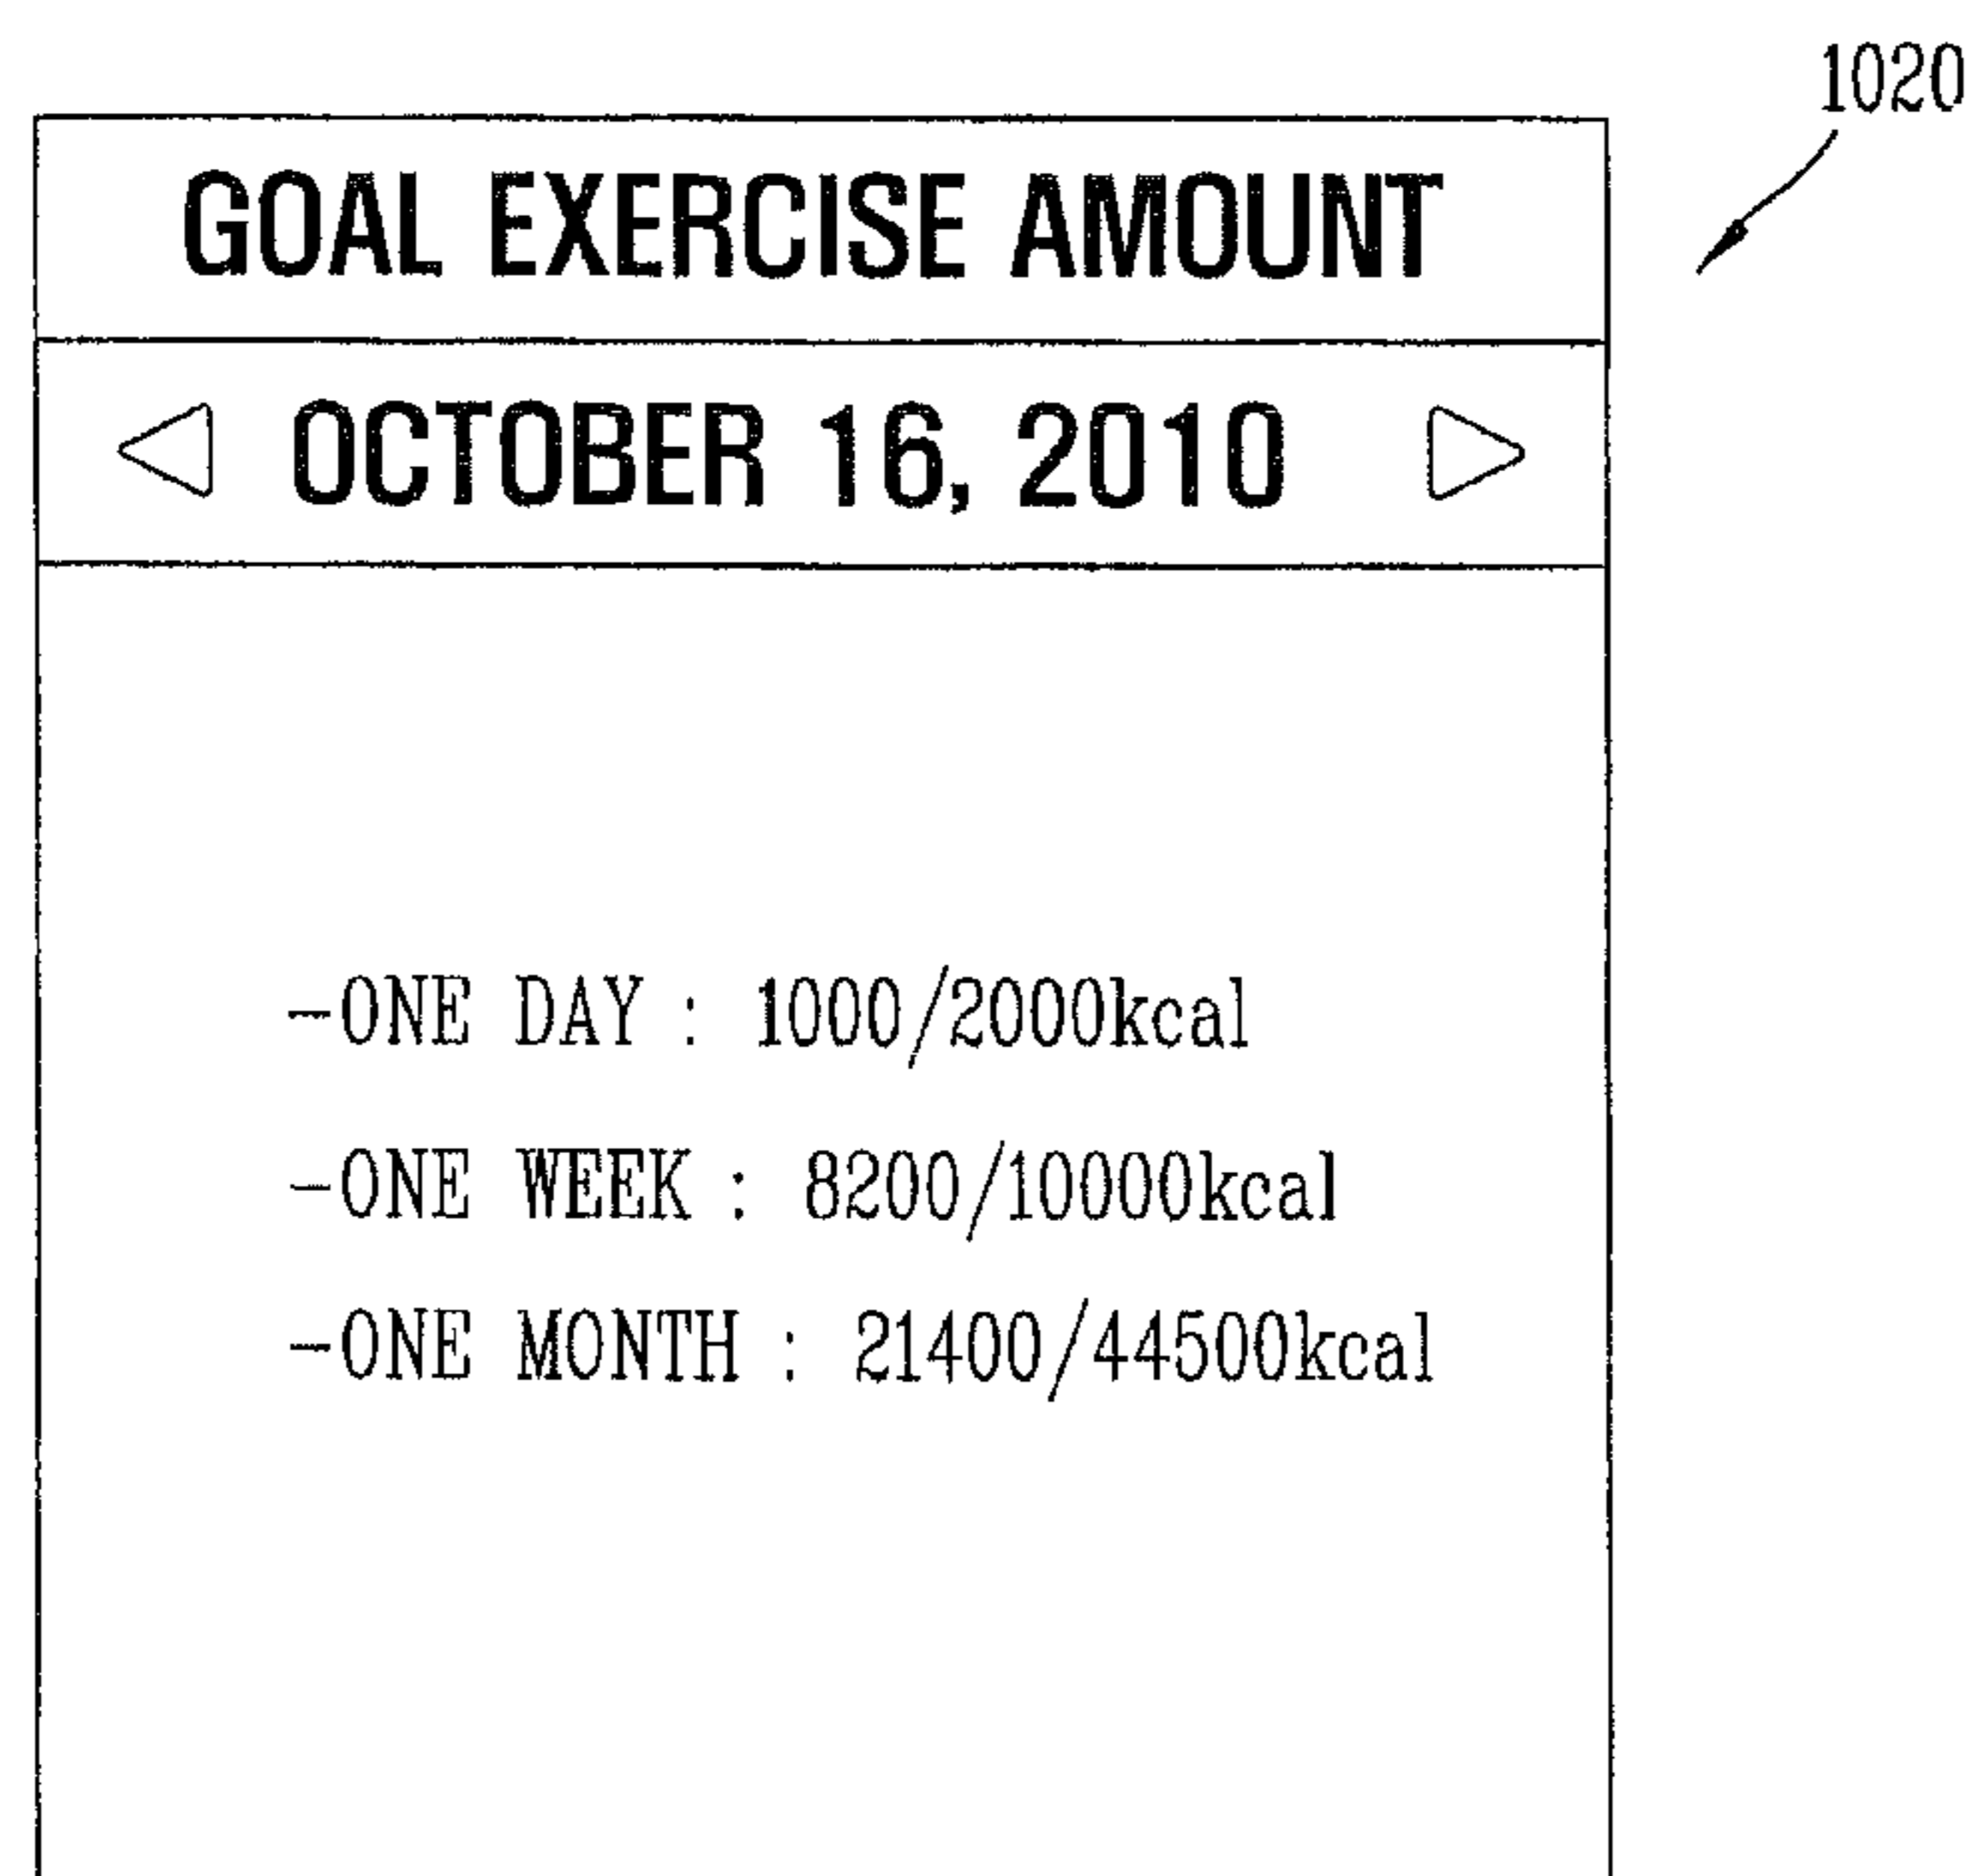 1020
GOAL EXERCISE AMOUNT
OCTOBER 16, 2010
-ONE DAY : 1000/2000kcal
-ONE WEEK : 8200/10000kcal
-ONE MONTH : 21400/44500kcal